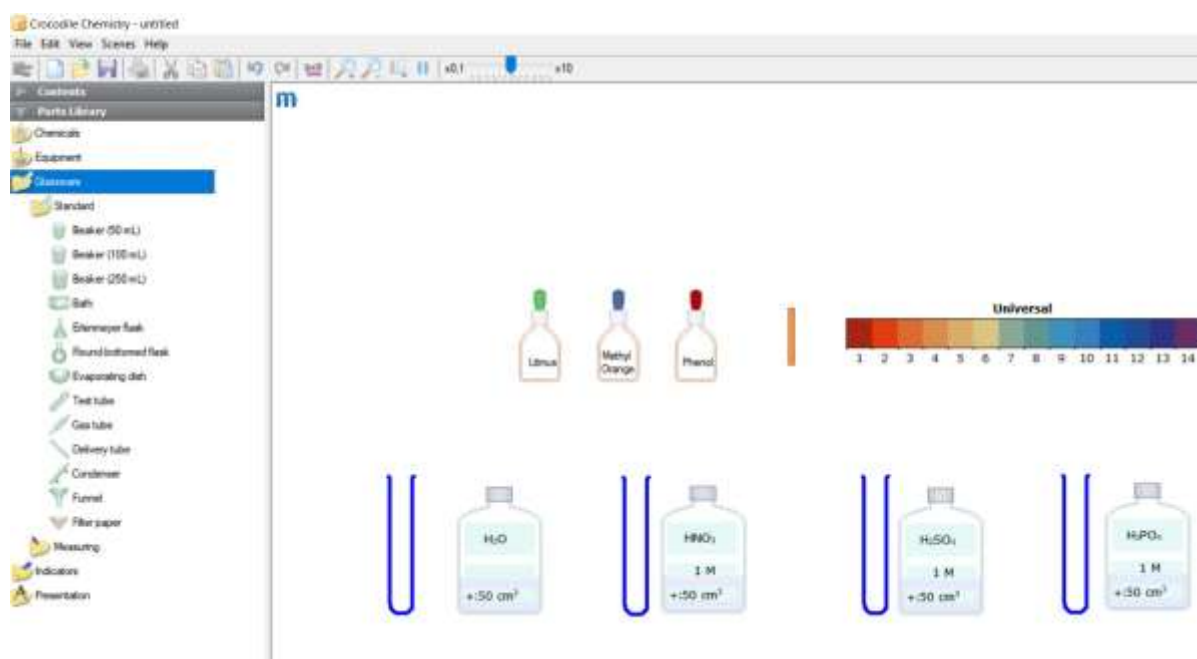 Crocodile Chemistry - untitled
File Edit View Scenes Help
x0,1 x10
Contents
Parts Library
Chemicals
Equipment
Glassware
Standard
Beaker (50 mL)
Beaker (100 mL)
Beaker (250 mL)
Bath
Erlenmeyer flask
Round bottomed flask
Evaporating dish
Test tube
Gas tube
Delivery tube
Condenser
Funnel
Filter paper
Measuring
Indicators
Presentation
m
Litmus
Methyl
Orange
Phenol
Universal
1 2 3 4 5 6 7 8 9 10 11 12 13 14
H₂O
+:50 cm³
HNO₃
1 M
+:50 cm³
H₂SO₄
1 M
+:50 cm³
H₃PO₄
1 M
+:50 cm³